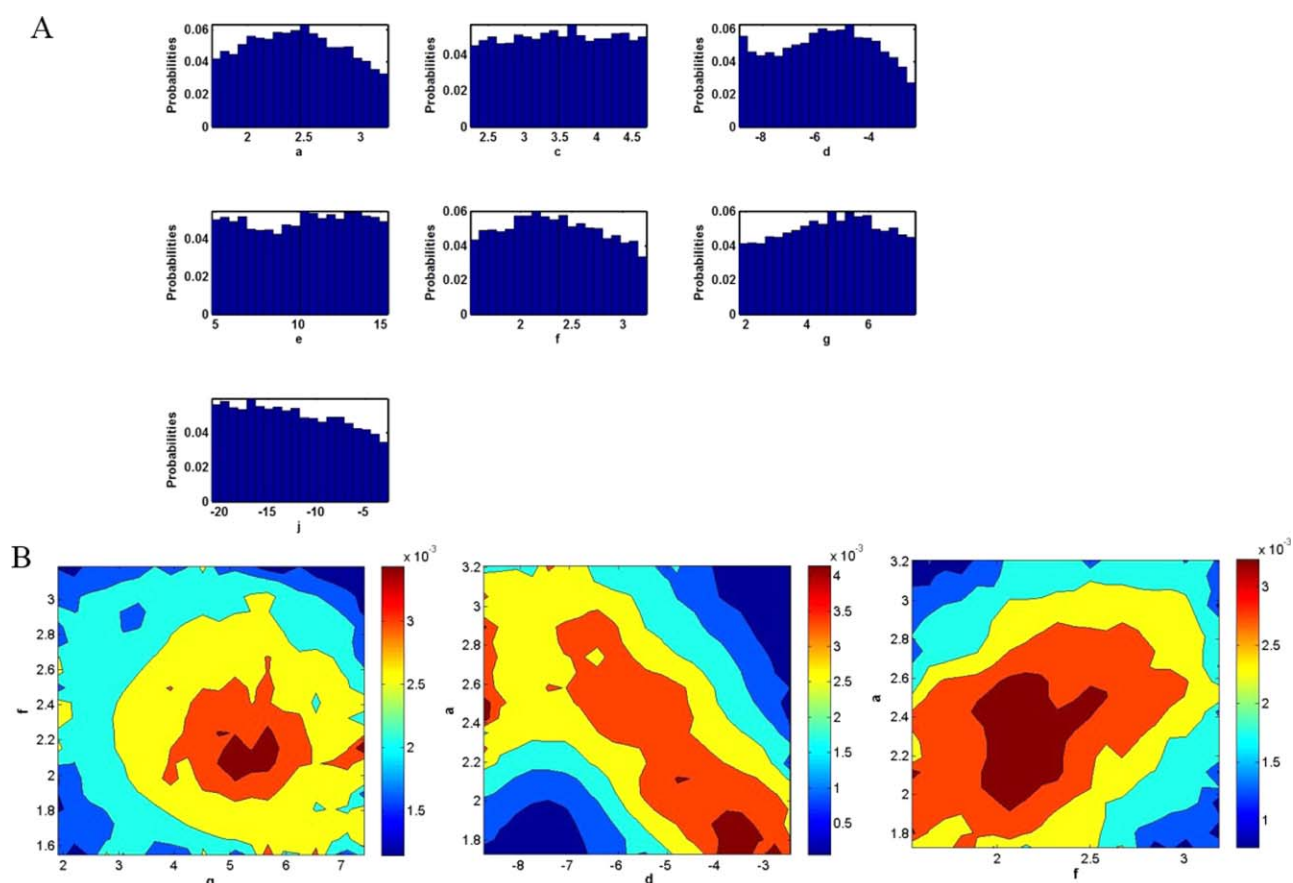 A
Probabilities
0.06
0.04
0.02
0
2 2.5 3
a
Probabilities
0.04
0.02
0
2.5 3 3.5 4 4.5
c
Probabilities
0.06
0.04
0.02
0
-8 -6 -4
d
Probabilities
0.04
0.02
0
5 10 15
e
Probabilities
0.06
0.04
0.02
0
2 2.5 3
f
Probabilities
0.06
0.04
0.02
0
2 4 6
g
Probabilities
0.04
0.02
0
-20 -15 -10 -5
j
B
f
3
2.8
2.6
2.4
2.2
2
1.8
1.6
2 3 4 5 6 7
g
x 10-3
3
2.5
2
1.5
a
3.2
3
2.8
2.6
2.4
2.2
2
1.8
-8 -7 -6 -5 -4 -3
d
x 10-3
4
3.5
3
2.5
2
1.5
1
0.5
a
3.2
3
2.8
2.6
2.4
2.2
2
1.8
2 2.5 3
f
x 10-3
3
2.5
2
1.5
1